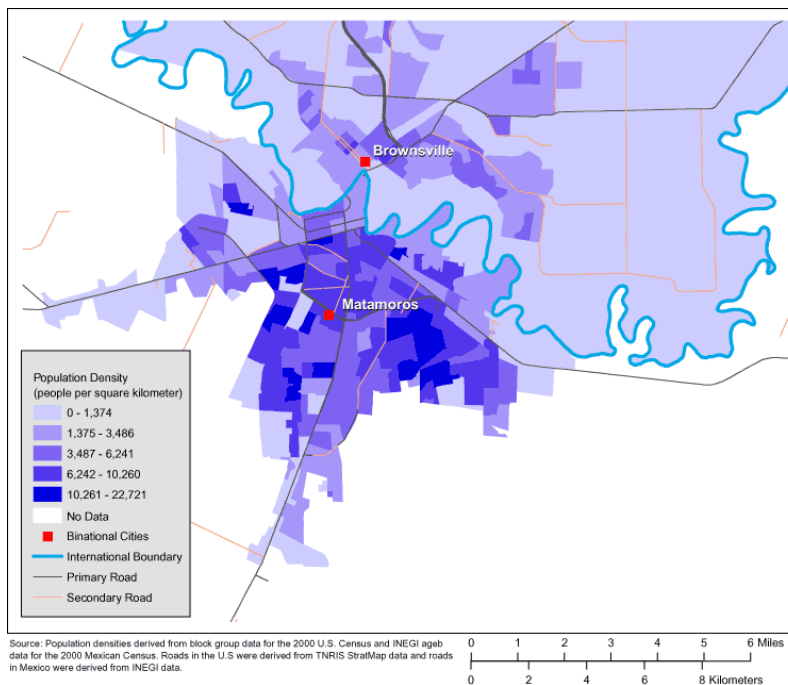 Brownsville
Matamoros
Population Density
(people per square kilometer)
0 - 1,374
1,375 - 3,486
3,487 - 6,241
6,242 - 10,260
10,261 - 22,721
No Data
Binational Cities
International Boundary
Primary Road
Secondary Road
Source: Population densities derived from block group data for the 2000 U.S. Census and INEGI ageb
data for the 2000 Mexican Census. Roads in the U.S were derived from TNRIS StratMap data and roads
in Mexico were derived from INEGI data.
0 1 2 3 4 5 6 Miles
0 2 4 6 8 Kilometers